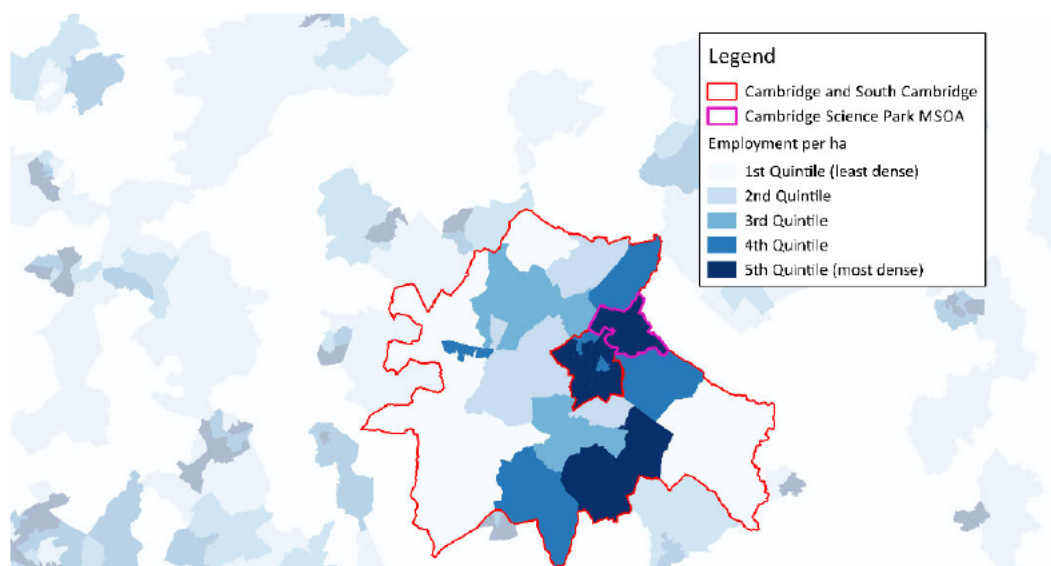 Legend
Cambridge and South Cambridge
Cambridge Science Park MSOA
Employment per ha
1st Quintile (least dense)
2nd Quintile
3rd Quintile
4th Quintile
5th Quintile (most dense)